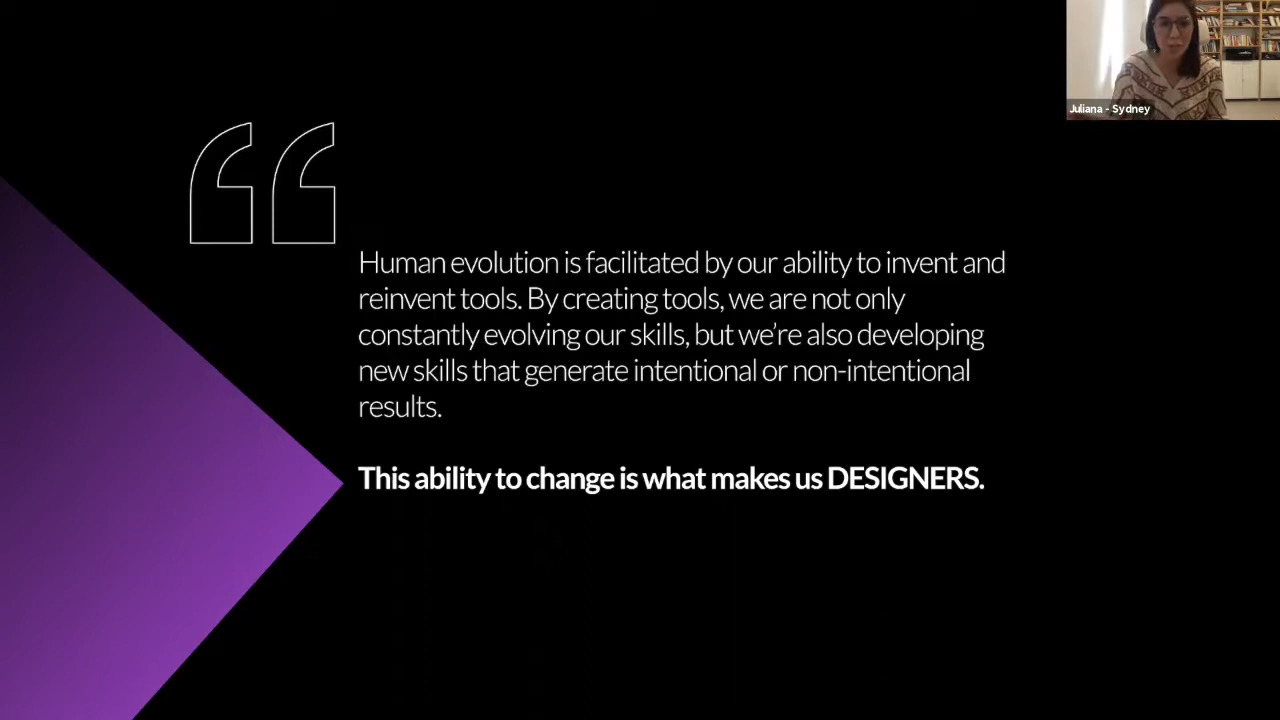 Juliana - Sydney
Human evolution is facilitated by our ability to invent and
reinvent tools. By creating tools, we are not only
constantly evolving our skills, but we’re also developing
new skills that generate intentional or non-intentional
results.
This ability to change is what makes us DESIGNERS.